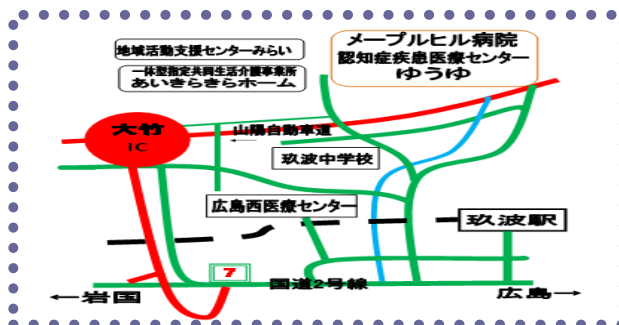 地域活動支援センターみらい
一体型指定共同生活介護事業所
あいきらきらホーム
メープルヒル病院
認知症疾患医療センター
ゆうゆ
大竹
IC
山陽自動車道
←
玖波中学校
広島西医療センター
玖波駅
7
国道2号線
←岩国
広島→